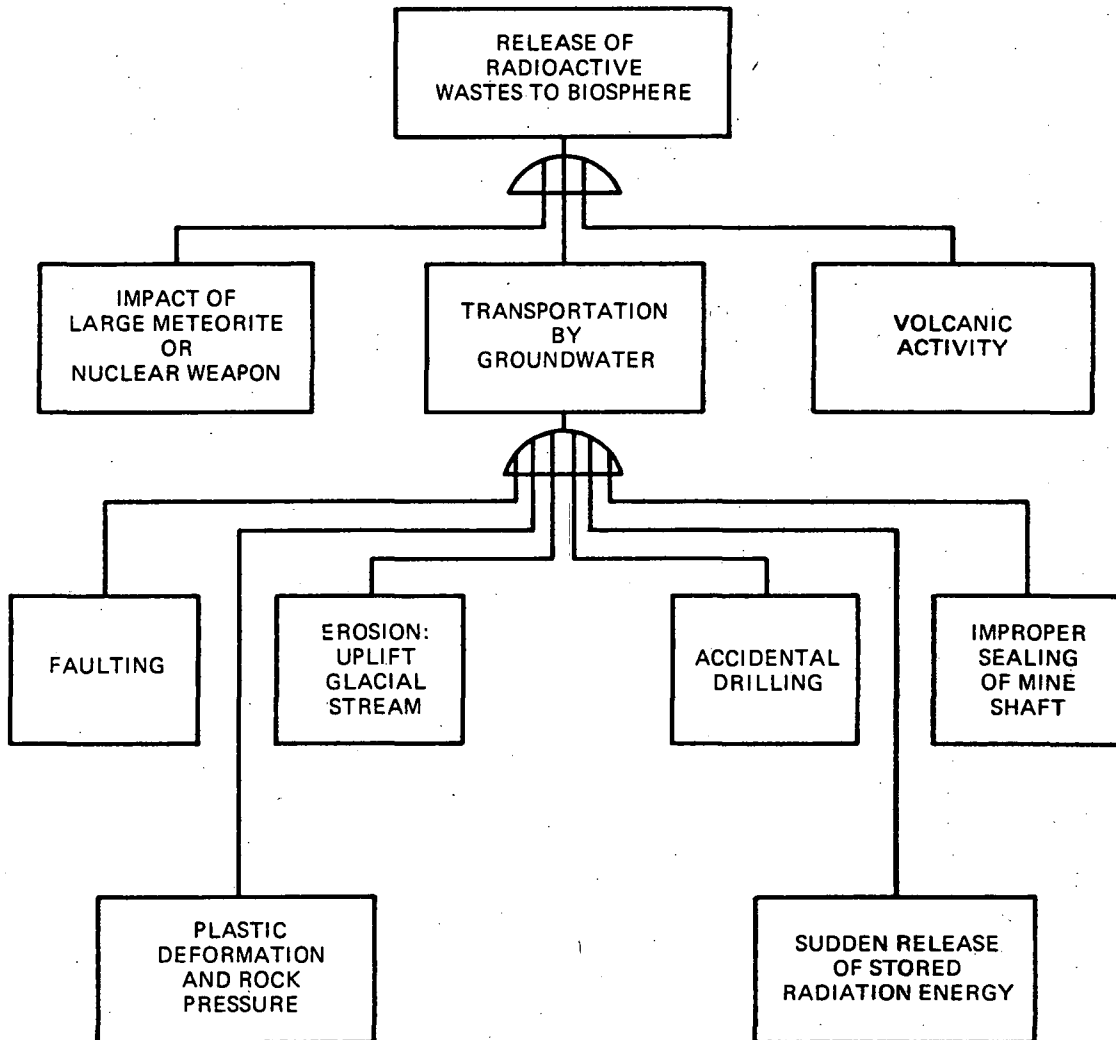 RELEASE OF
RADIOACTIVE
WASTES TO BIOSPHERE
IMPACT OF
LARGE METEORITE
OR
NUCLEAR WEAPON
TRANSPORTATION
BY
GROUNDWATER
VOLCANIC
ACTIVITY
FAULTING
EROSION:
UPLIFT
GLACIAL
STREAM
ACCIDENTAL
DRILLING
IMPROPER
SEALING
OF MINE
SHAFT
PLASTIC
DEFORMATION
AND ROCK
PRESSURE
SUDDEN RELEASE
OF STORED
RADIATION ENERGY